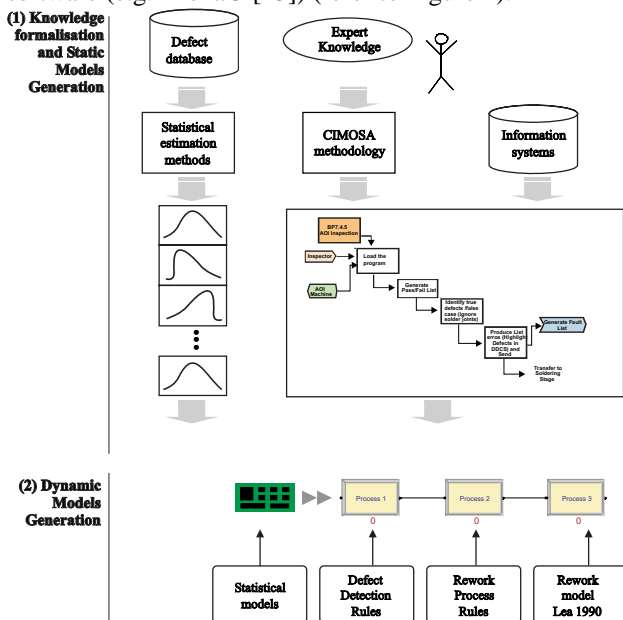 (1) Knowledge
formalisation
and Static
Models
Generation
Defect
database
Expert
Knowledge
Statistical
estimation
methods
CIMOSA
methodology
Information
systems
BP7.4.5
AOI Inspection
Inspector
Load the
program
AOI
Machine
Generate
Pass/Fail List
Identify true
defects /false
case (ignore
solder joints)
Produce List
erros (Highlight
Defects in
DDCS) and
Send
Generate Fault
List
Transfer to
Soldering
Stage
(2) Dynamic
Models
Generation
Process 1
Process 2
Process 3
0
0
0
Statistical
models
Defect
Detection
Rules
Rework
Process
Rules
Rework
model
Lea 1990